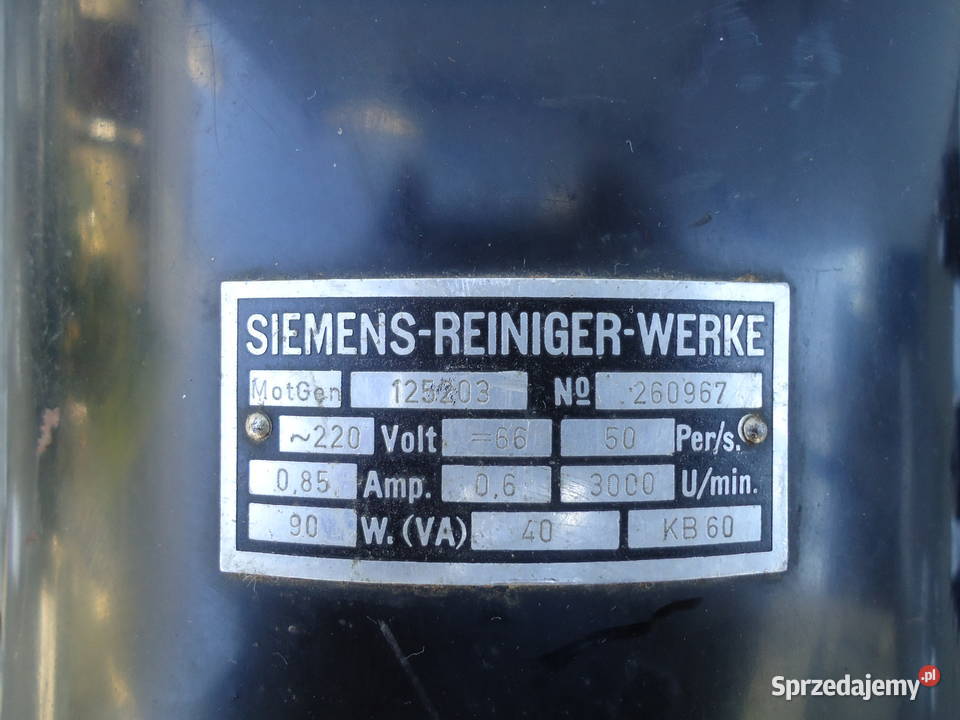 SIEMENS-REINIGER-WERKE
MotGen 125203 Nº 260967
~220 Volt =66 50 Per/s.
0,85 Amp. 0,6 3000 U/min.
90 W.(VA) 40 KB 60
Sprzedajemy.pl